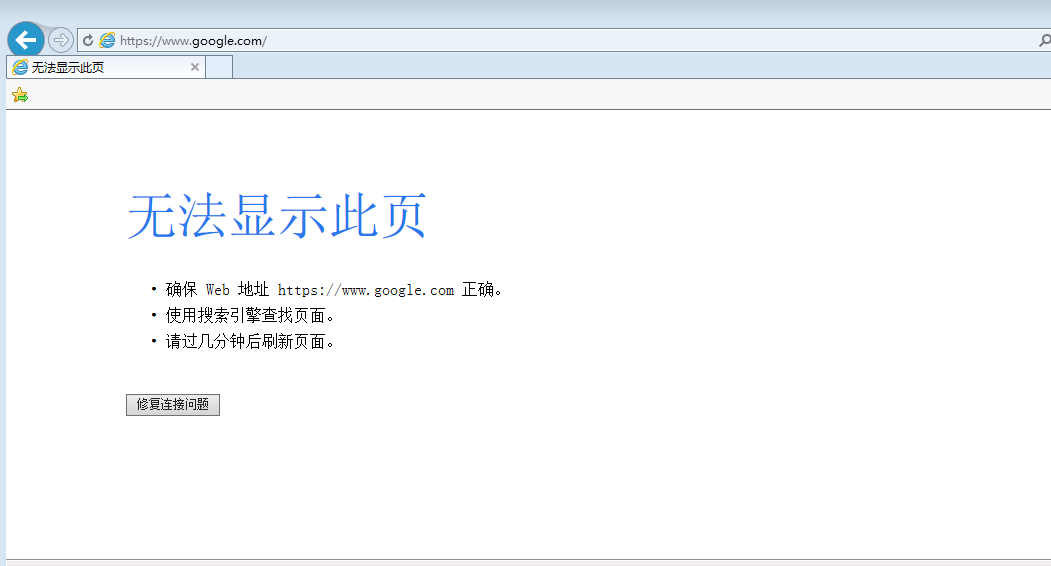 https://www.google.com/
无法显示此页
无法显示此页
• 确保 Web 地址 https://www.google.com 正确。
• 使用搜索引擎查找页面。
• 请过几分钟后刷新页面。
修复连接问题